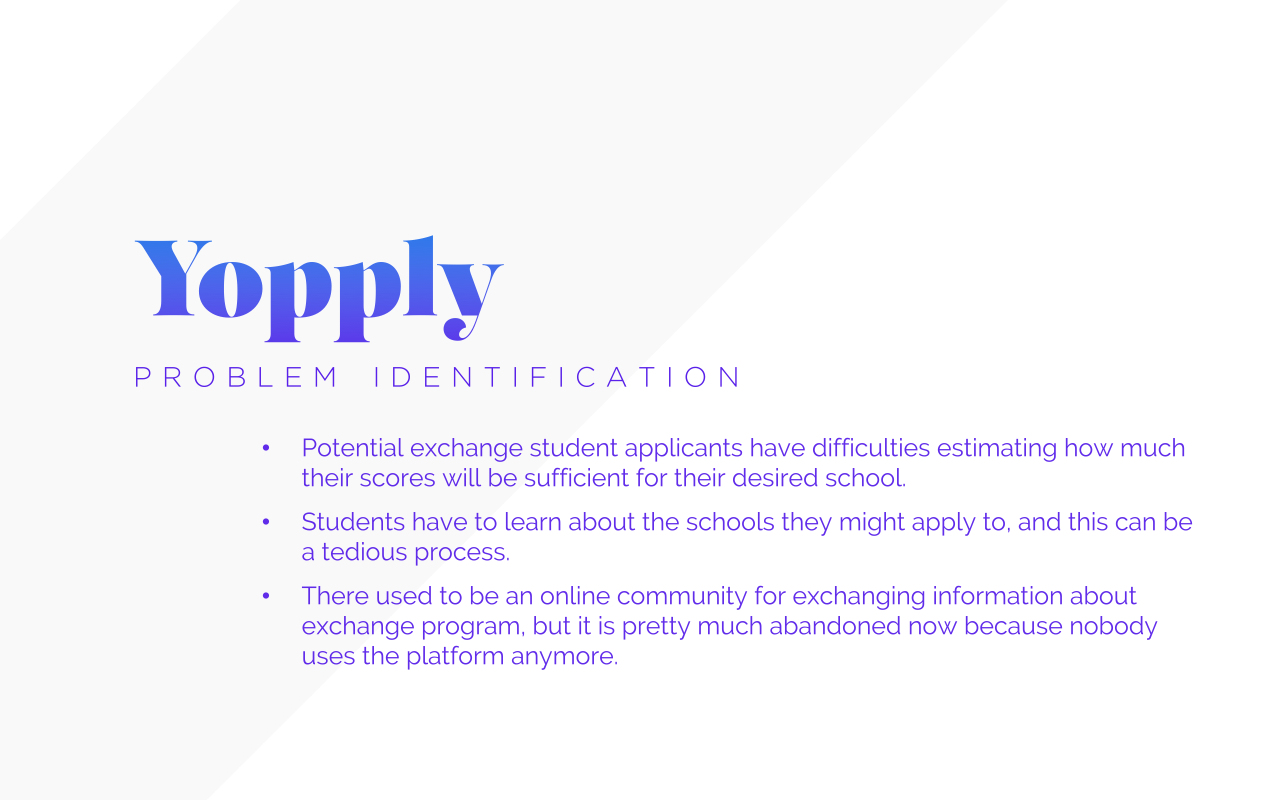 Yopply
PROBLEM IDENTIFICATION
• Potential exchange student applicants have difficulties estimating how much
their scores will be sufficient for their desired school.
• Students have to learn about the schools they might apply to, and this can be
a tedious process.
• There used to be an online community for exchanging information about
exchange program, but it is pretty much abandoned now because nobody
uses the platform anymore.